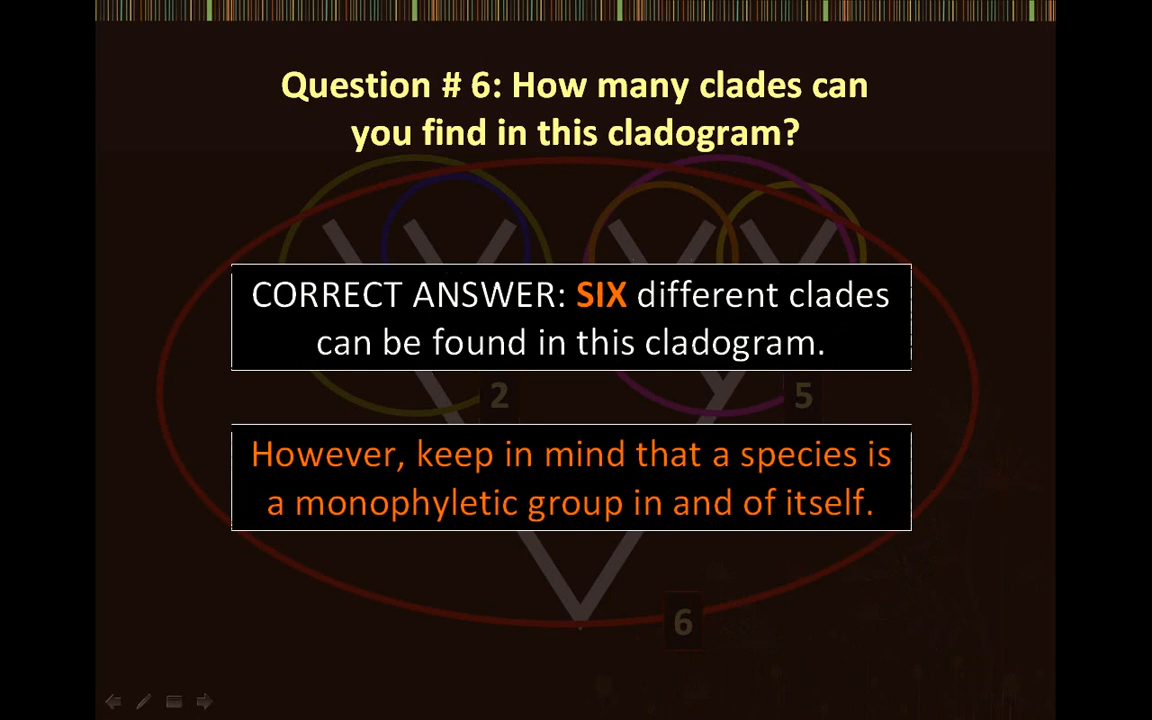 Question # 6: How many clades can
you find in this cladogram?
CORRECT ANSWER: SIX different clades
can be found in this cladogram.
2
5
However, keep in mind that a species is
a monophyletic group in and of itself.
6